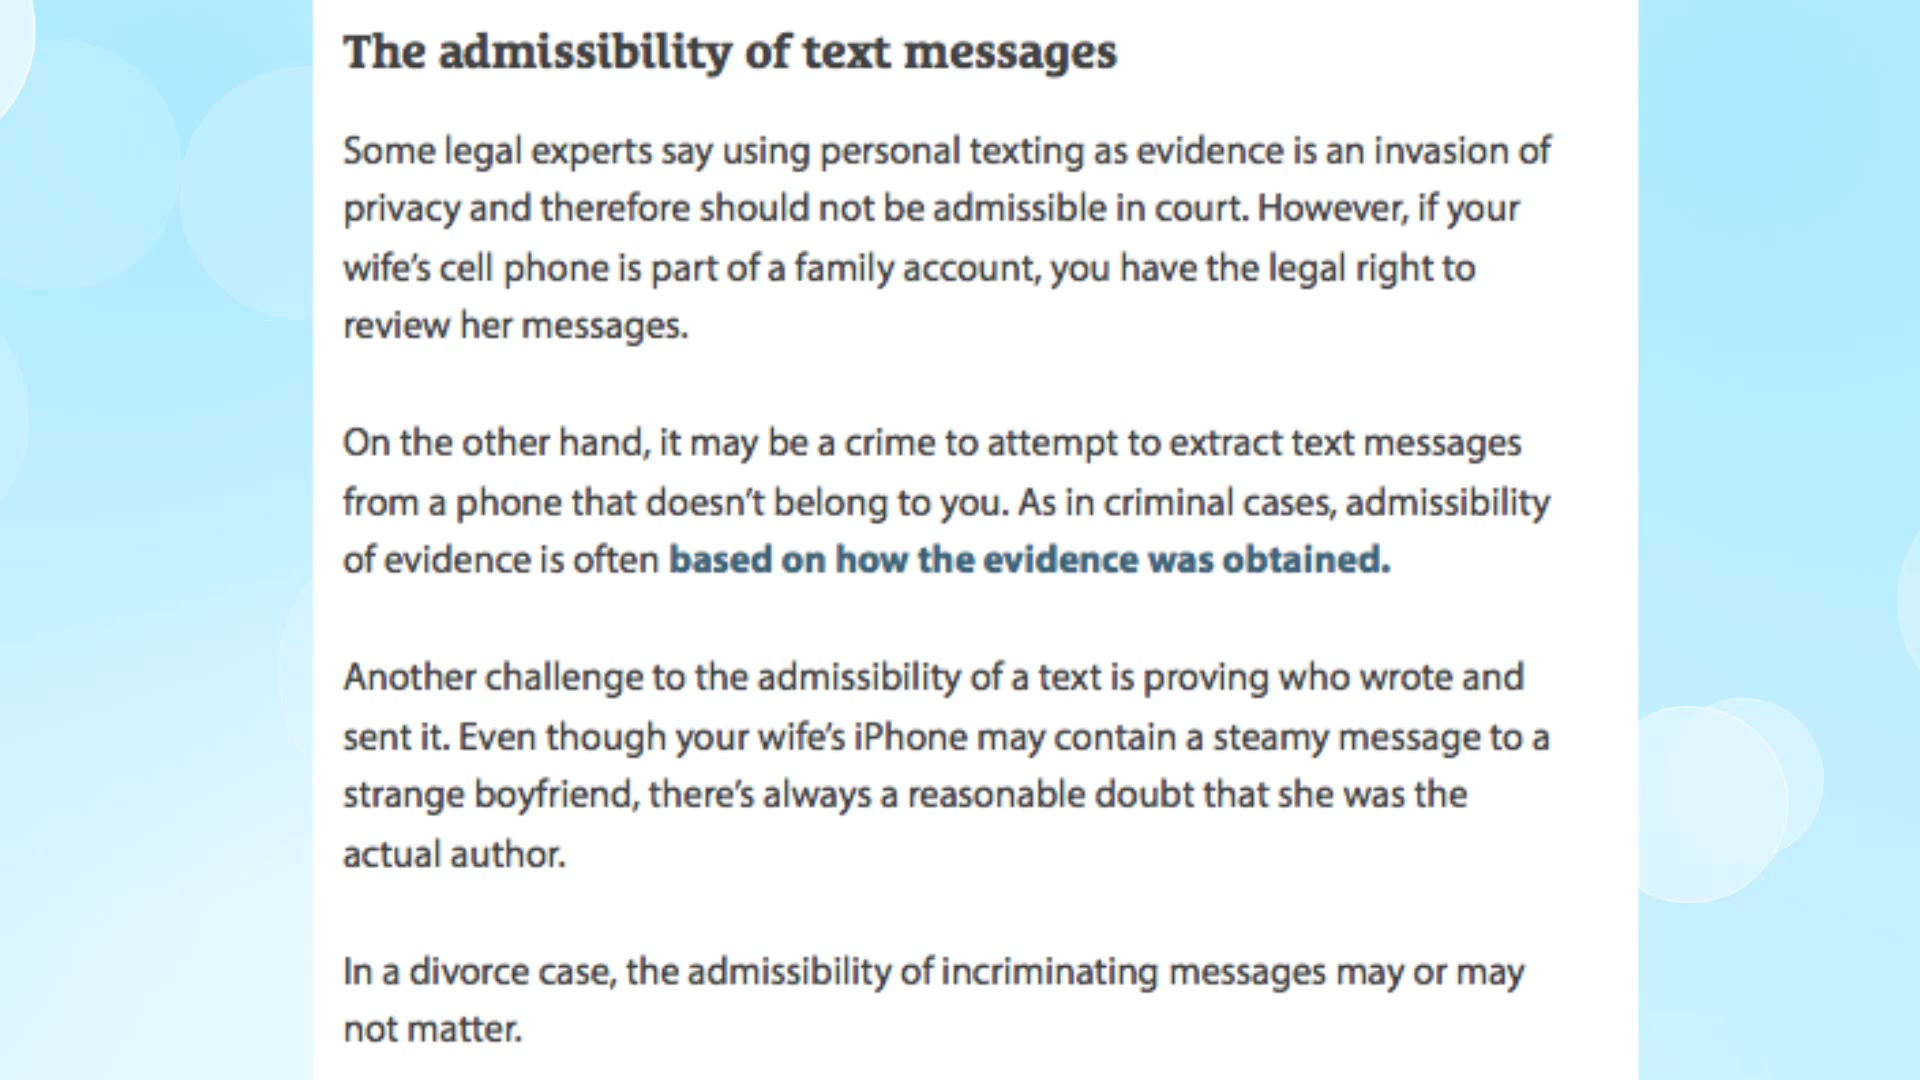 The admissibility of text messages
Some legal experts say using personal texting as evidence is an invasion of
privacy and therefore should not be admissible in court. However, if your
wife’s cell phone is part of a family account, you have the legal right to
review her messages.
On the other hand, it may be a crime to attempt to extract text messages
from a phone that doesn’t belong to you. As in criminal cases, admissibility
of evidence is often based on how the evidence was obtained.
Another challenge to the admissibility of a text is proving who wrote and
sent it. Even though your wife’s iPhone may contain a steamy message to a
strange boyfriend, there’s always a reasonable doubt that she was the
actual author.
In a divorce case, the admissibility of incriminating messages may or may
not matter.